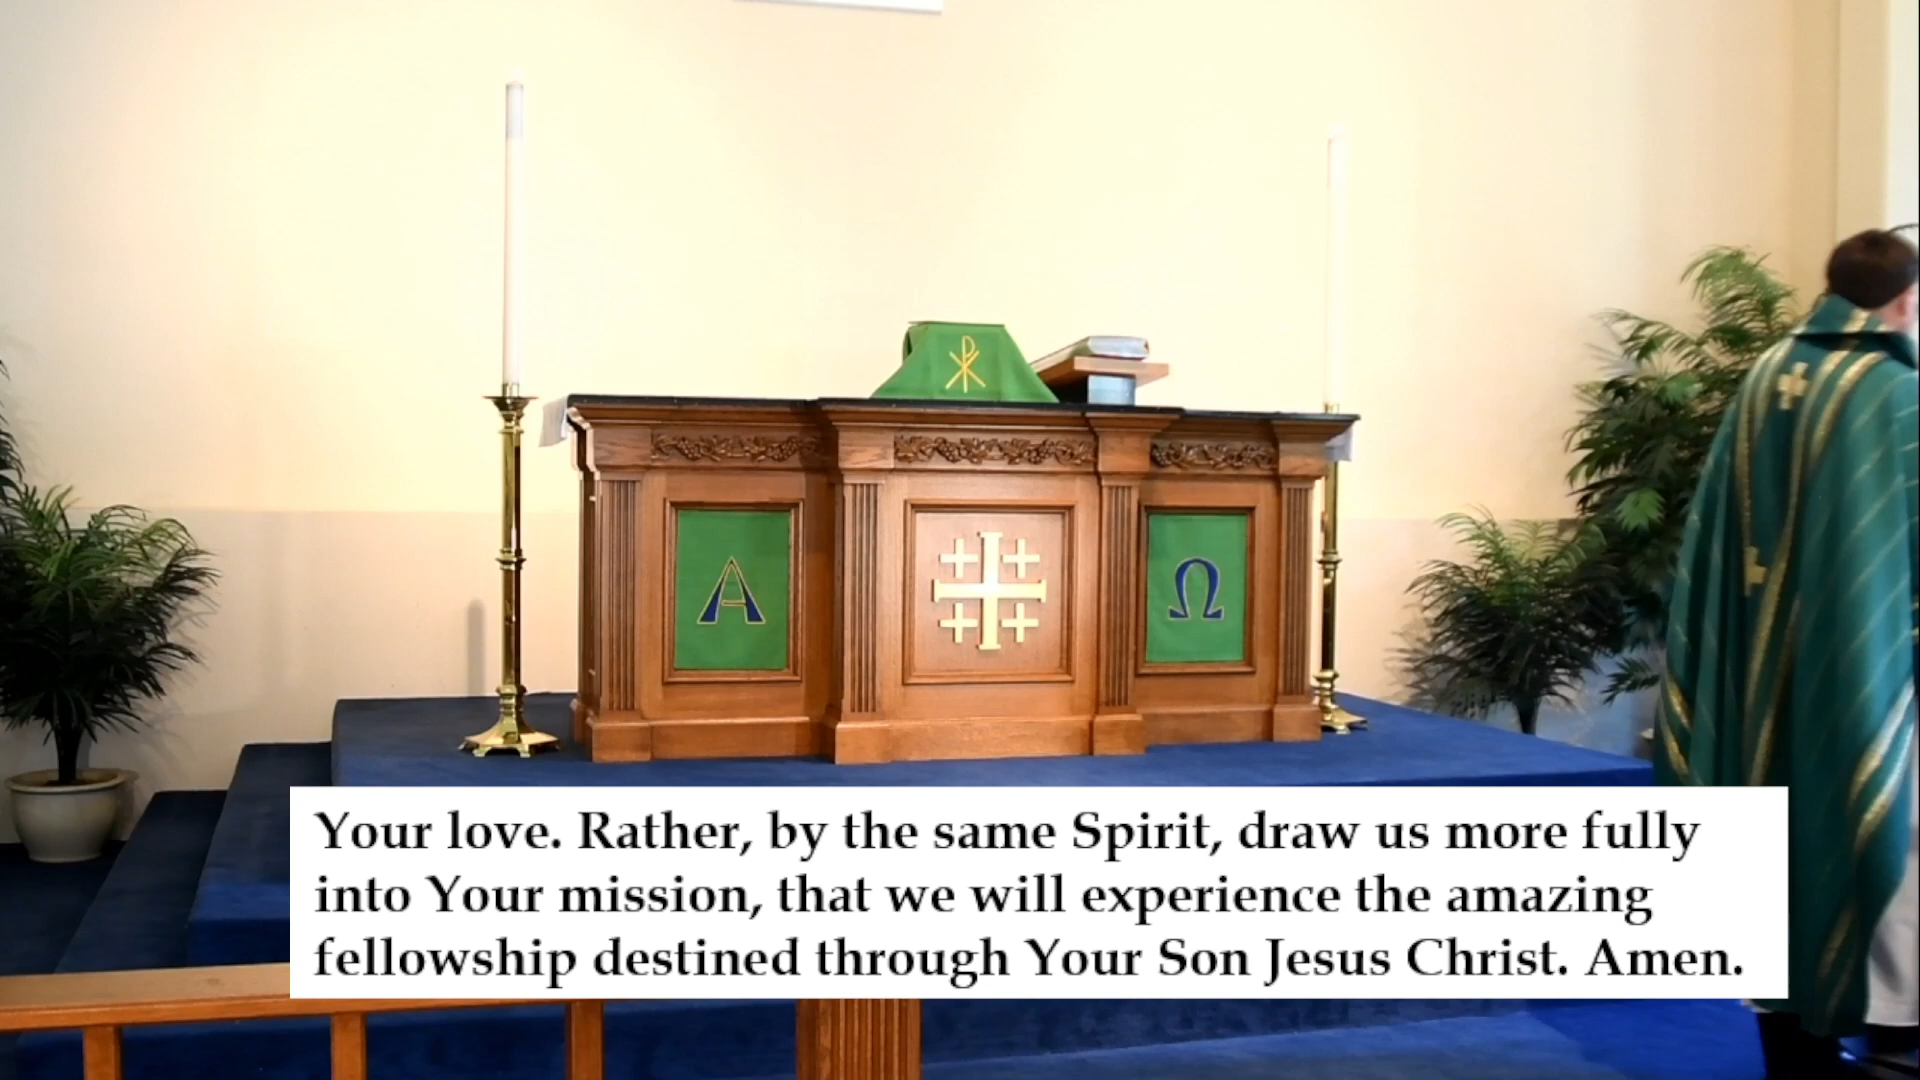 Α
Ω
Your love. Rather, by the same Spirit, draw us more fully
into Your mission, that we will experience the amazing
fellowship destined through Your Son Jesus Christ. Amen.